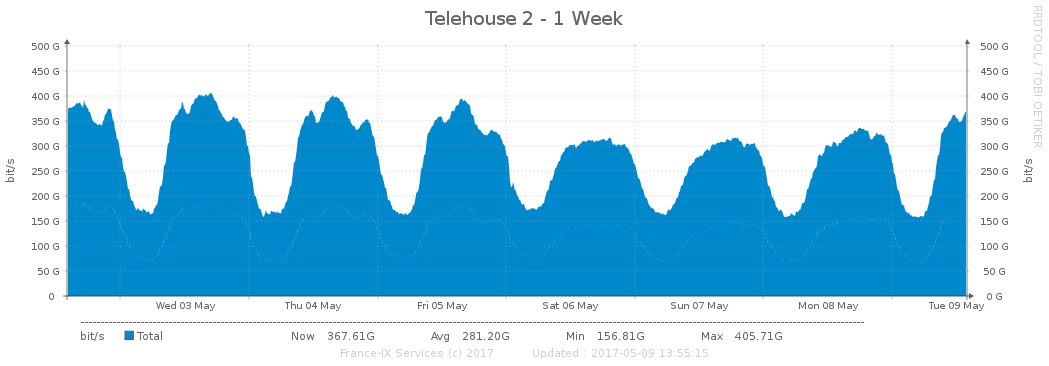 Telehouse 2 - 1 Week
RRDTOOL / TOBI OETIKER
500 G 500 G
450 G 450 G
400 G 400 G
350 G 350 G
300 G 300 G
250 G 250 G
200 G 200 G
150 G 150 G
100 G 100 G
50 G 50 G
0 0 G
bit/s
bit/s
Wed 03 May Thu 04 May Fri 05 May Sat 06 May Sun 07 May Mon 08 May Tue 09 May
bit/s Total Now 367.61G Avg 281.20G Min 156.81G Max 405.71G
France-IX Services (c) 2017 Updated : 2017-05-09 13:55:15